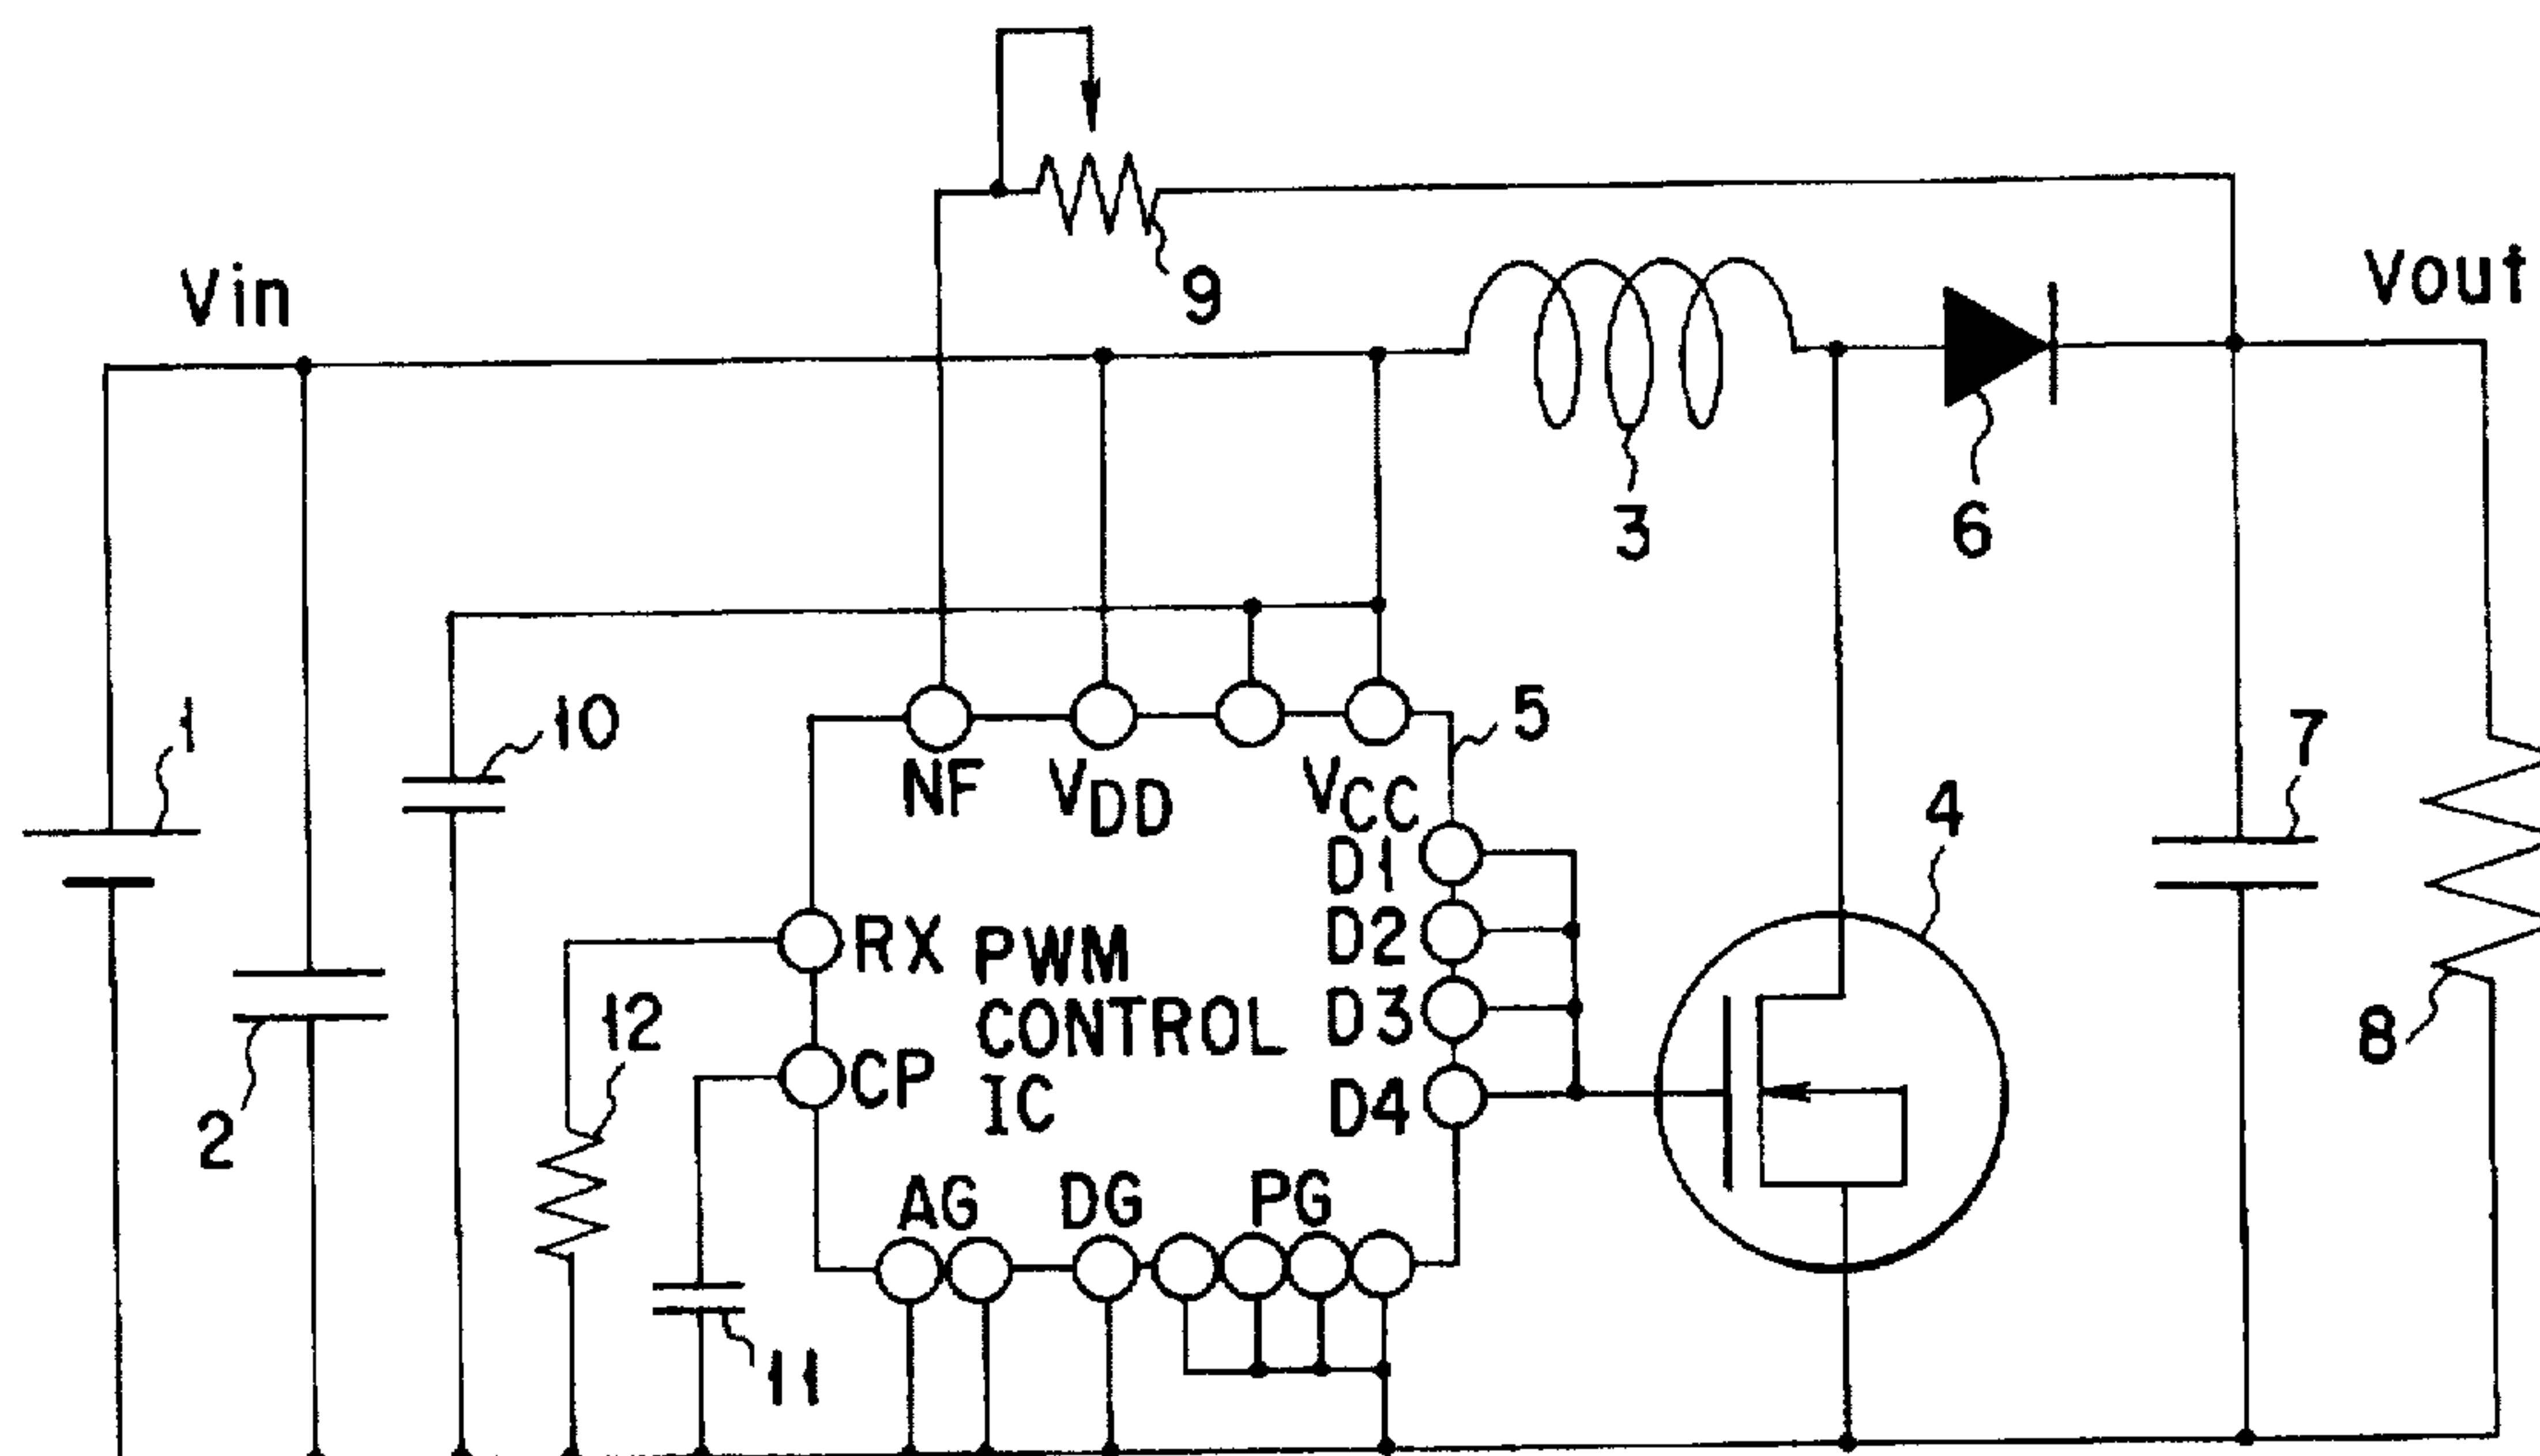 Vin
Vout
9
3
6
1
10
5
7
4
NF
VDD
VCC
D1
RX
PWM
D2
12
CONTROL
D3
8
CP
IC
D4
2
AG
DG
PG
11